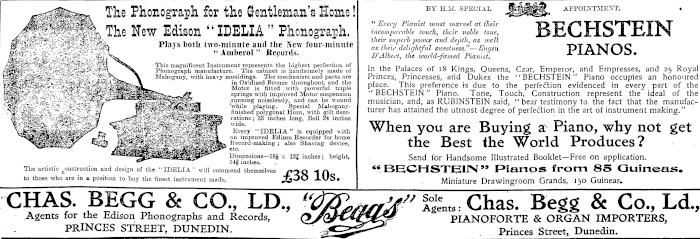 The Phonograph for the Gentleman's Home!
The New Edison "IDELIA" Phonograph.
Plays both two-minute and the New four-minute
"Amberol" Records.
This magnificent Instrument represents the highest perfection of
Phonograph manufacture. The cabinet is handsomely made of
Mahogany, with heavy mouldings. The mechanism and parts are
in Oxidised Bronze throughout, and the
Motor is fitted with powerful triple
springs with improved Motor suspension
running noiselessly, and can be wound
while playing. Special Mahogany-
finished polygonal Horn, with gilt deco-
rations; 33 inches long, Bell 24 inches
wide.
Every "IDELIA" is equipped with
an improved Edison Recorder for home
Record-making; also Shaving device,
etc.
Dimensions—18¾ x 13¾ inches; height,
14¾ inches.
The artistic construction and design of the "IDELIA" will commend themselves
to those who are in a position to buy the finest instrument made.
£38 10s.
CHAS. BEGG & CO., LD.,
Agents for the Edison Phonographs and Records,
PRINCES STREET, DUNEDIN.
"Begg's"
BY H.M. SPECIAL APPOINTMENT.
"Every Pianist must marvel at their
incomparable touch, their noble tone,
their superb power and depth, as well
as their delightful sweetness."—Eugen
D'Albert, the world-famed Pianist.
BECHSTEIN
PIANOS.
In the Palaces of 18 Kings, Queens, Czar, Emperor, and Empresses, and 25 Royal
Princes, Princesses, and Dukes the "BECHSTEIN" Piano occupies an honoured
place. This preference is due to the perfection evidenced in every part of the
"BECHSTEIN" Piano. Tone, Touch, Construction represent the ideal of the
musician, and, as RUBINSTEIN said, "bear testimony to the fact that the manufac-
turer has attained the utmost degree of perfection in the art of instrument making."
When you are Buying a Piano, why not get
the Best the World Produces?
Send for Handsome Illustrated Booklet—Free on application.
"BECHSTEIN" Pianos from 85 Guineas.
Miniature Drawingroom Grands, 150 Guineas.
Sole
Agents: Chas. Begg & Co., Ld.,
PIANOFORTE & ORGAN IMPORTERS,
Princes Street, Dunedin.